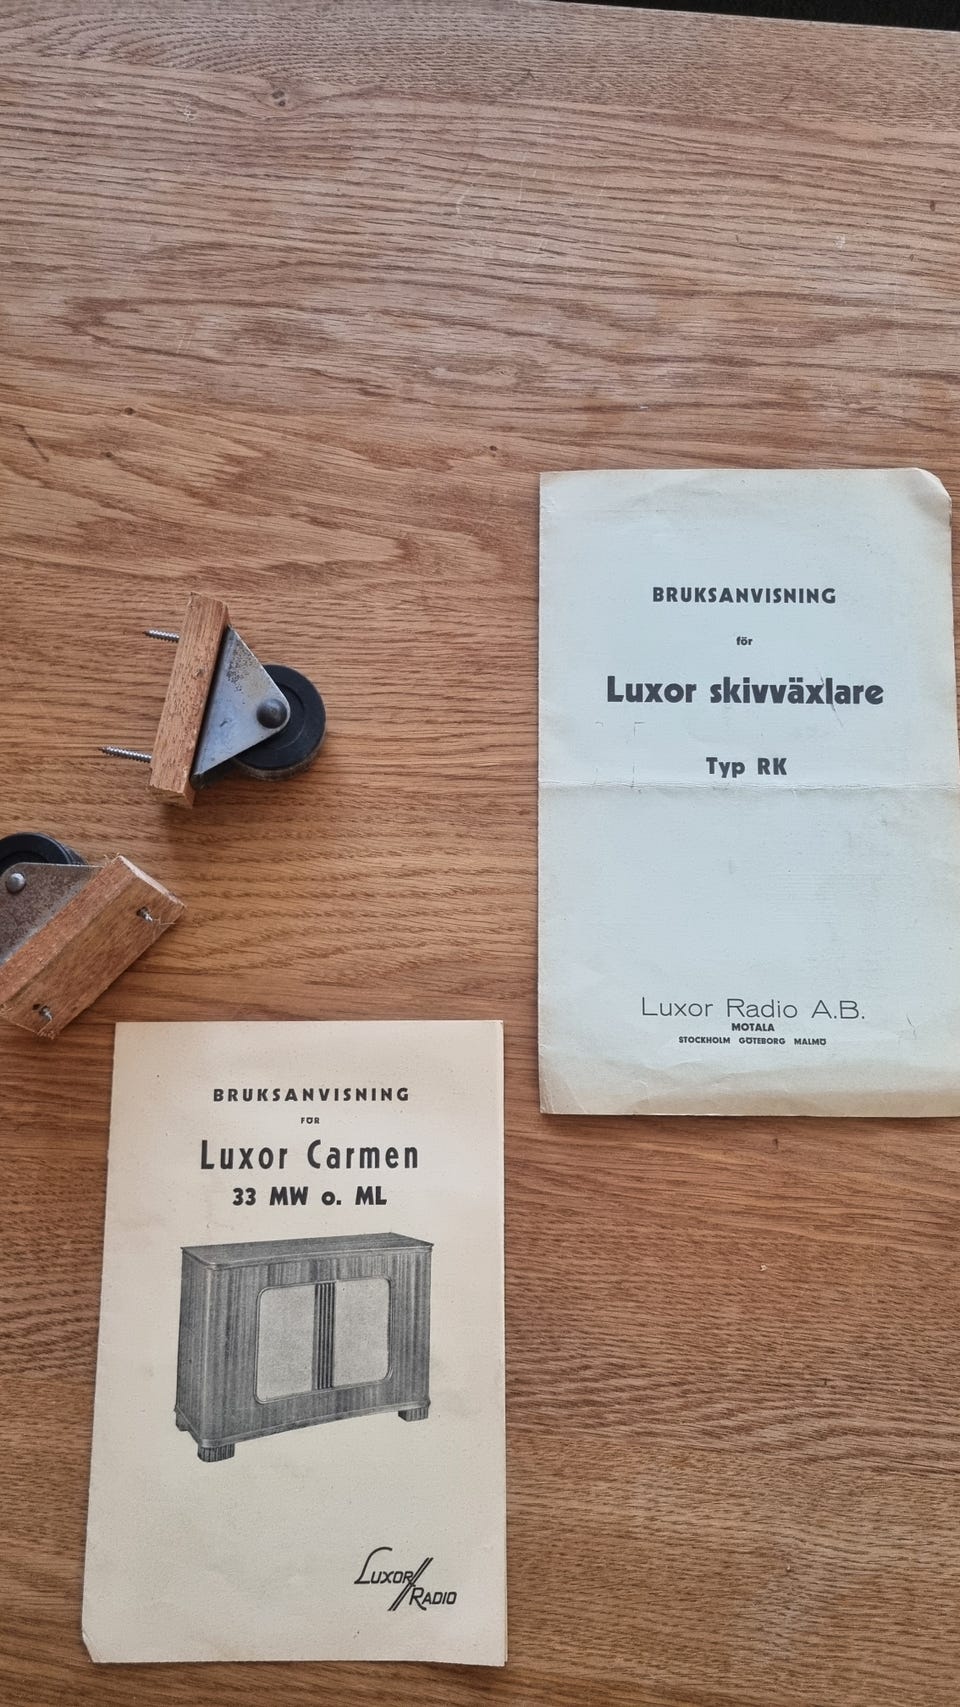 BRUKSANVISNING
för
Luxor skivväxlare
Typ RK
Luxor Radio A.B.
MOTALA
STOCKHOLM GÖTEBORG MALMÖ
BRUKSANVISNING
FÖR
Luxor Carmen
33 MW o. ML
LUXOR RADIO